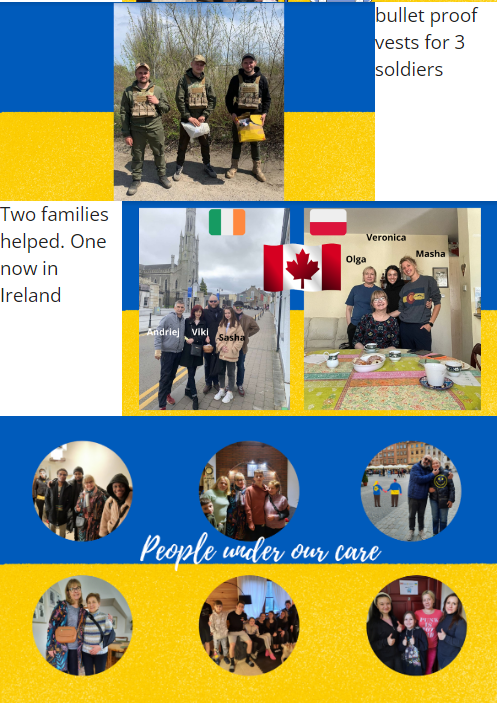 bullet proof
vests for 3
soldiers
Two families
helped. One
now in
Ireland
Andriej
Viki
Sasha
Veronica
Olga
Masha
People under our care